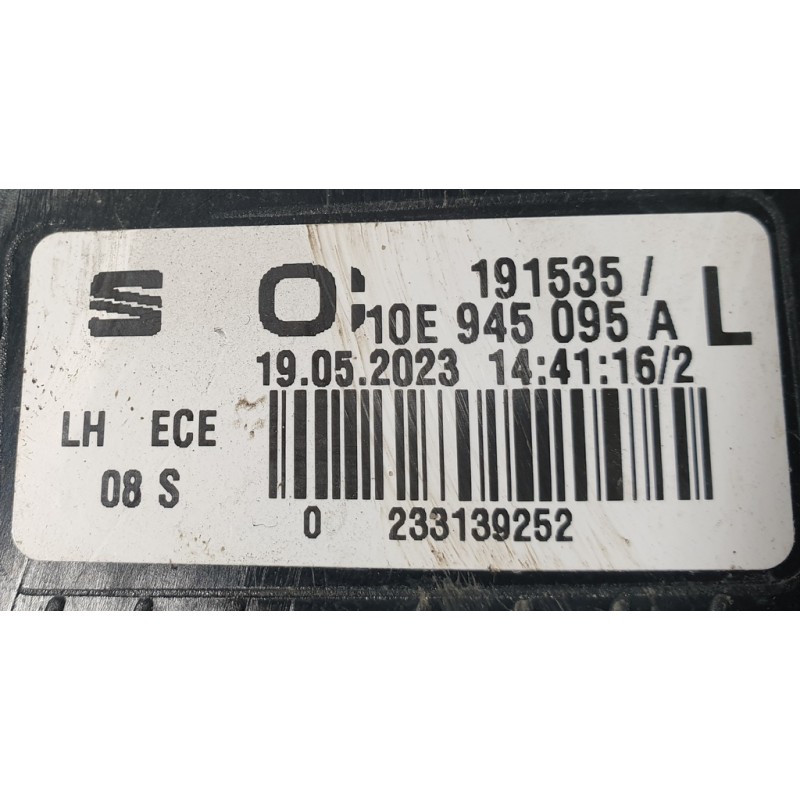 191535/
10E 945 095 A L
19.05.2023 14:41:16/2
LH ECE
08 S
0 233139252